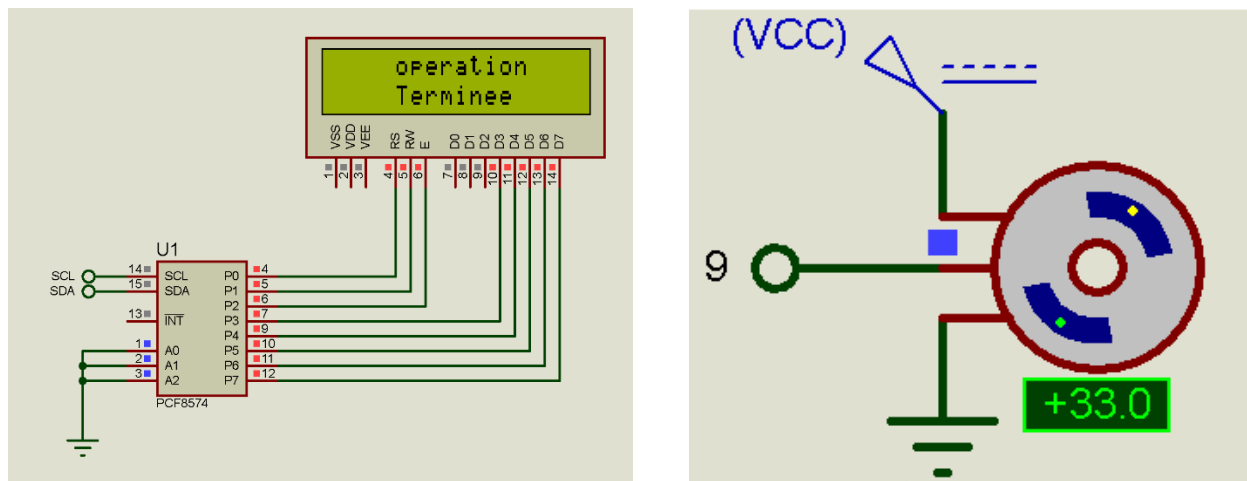 operation
Terminee
VSS
VDD
VEE
RS
RW
E
D0
D1
D2
D3
D4
D5
D6
D7
1
2
3
4
5
6
7
8
9
10
11
12
13
14
U1
SCL
SDA
14
15
13
1
2
3
SCL
SDA
INT
A0
A1
A2
P0
P1
P2
P3
P4
P5
P6
P7
4
5
6
7
9
10
11
12
PCF8574
(VCC)
9
+33.0